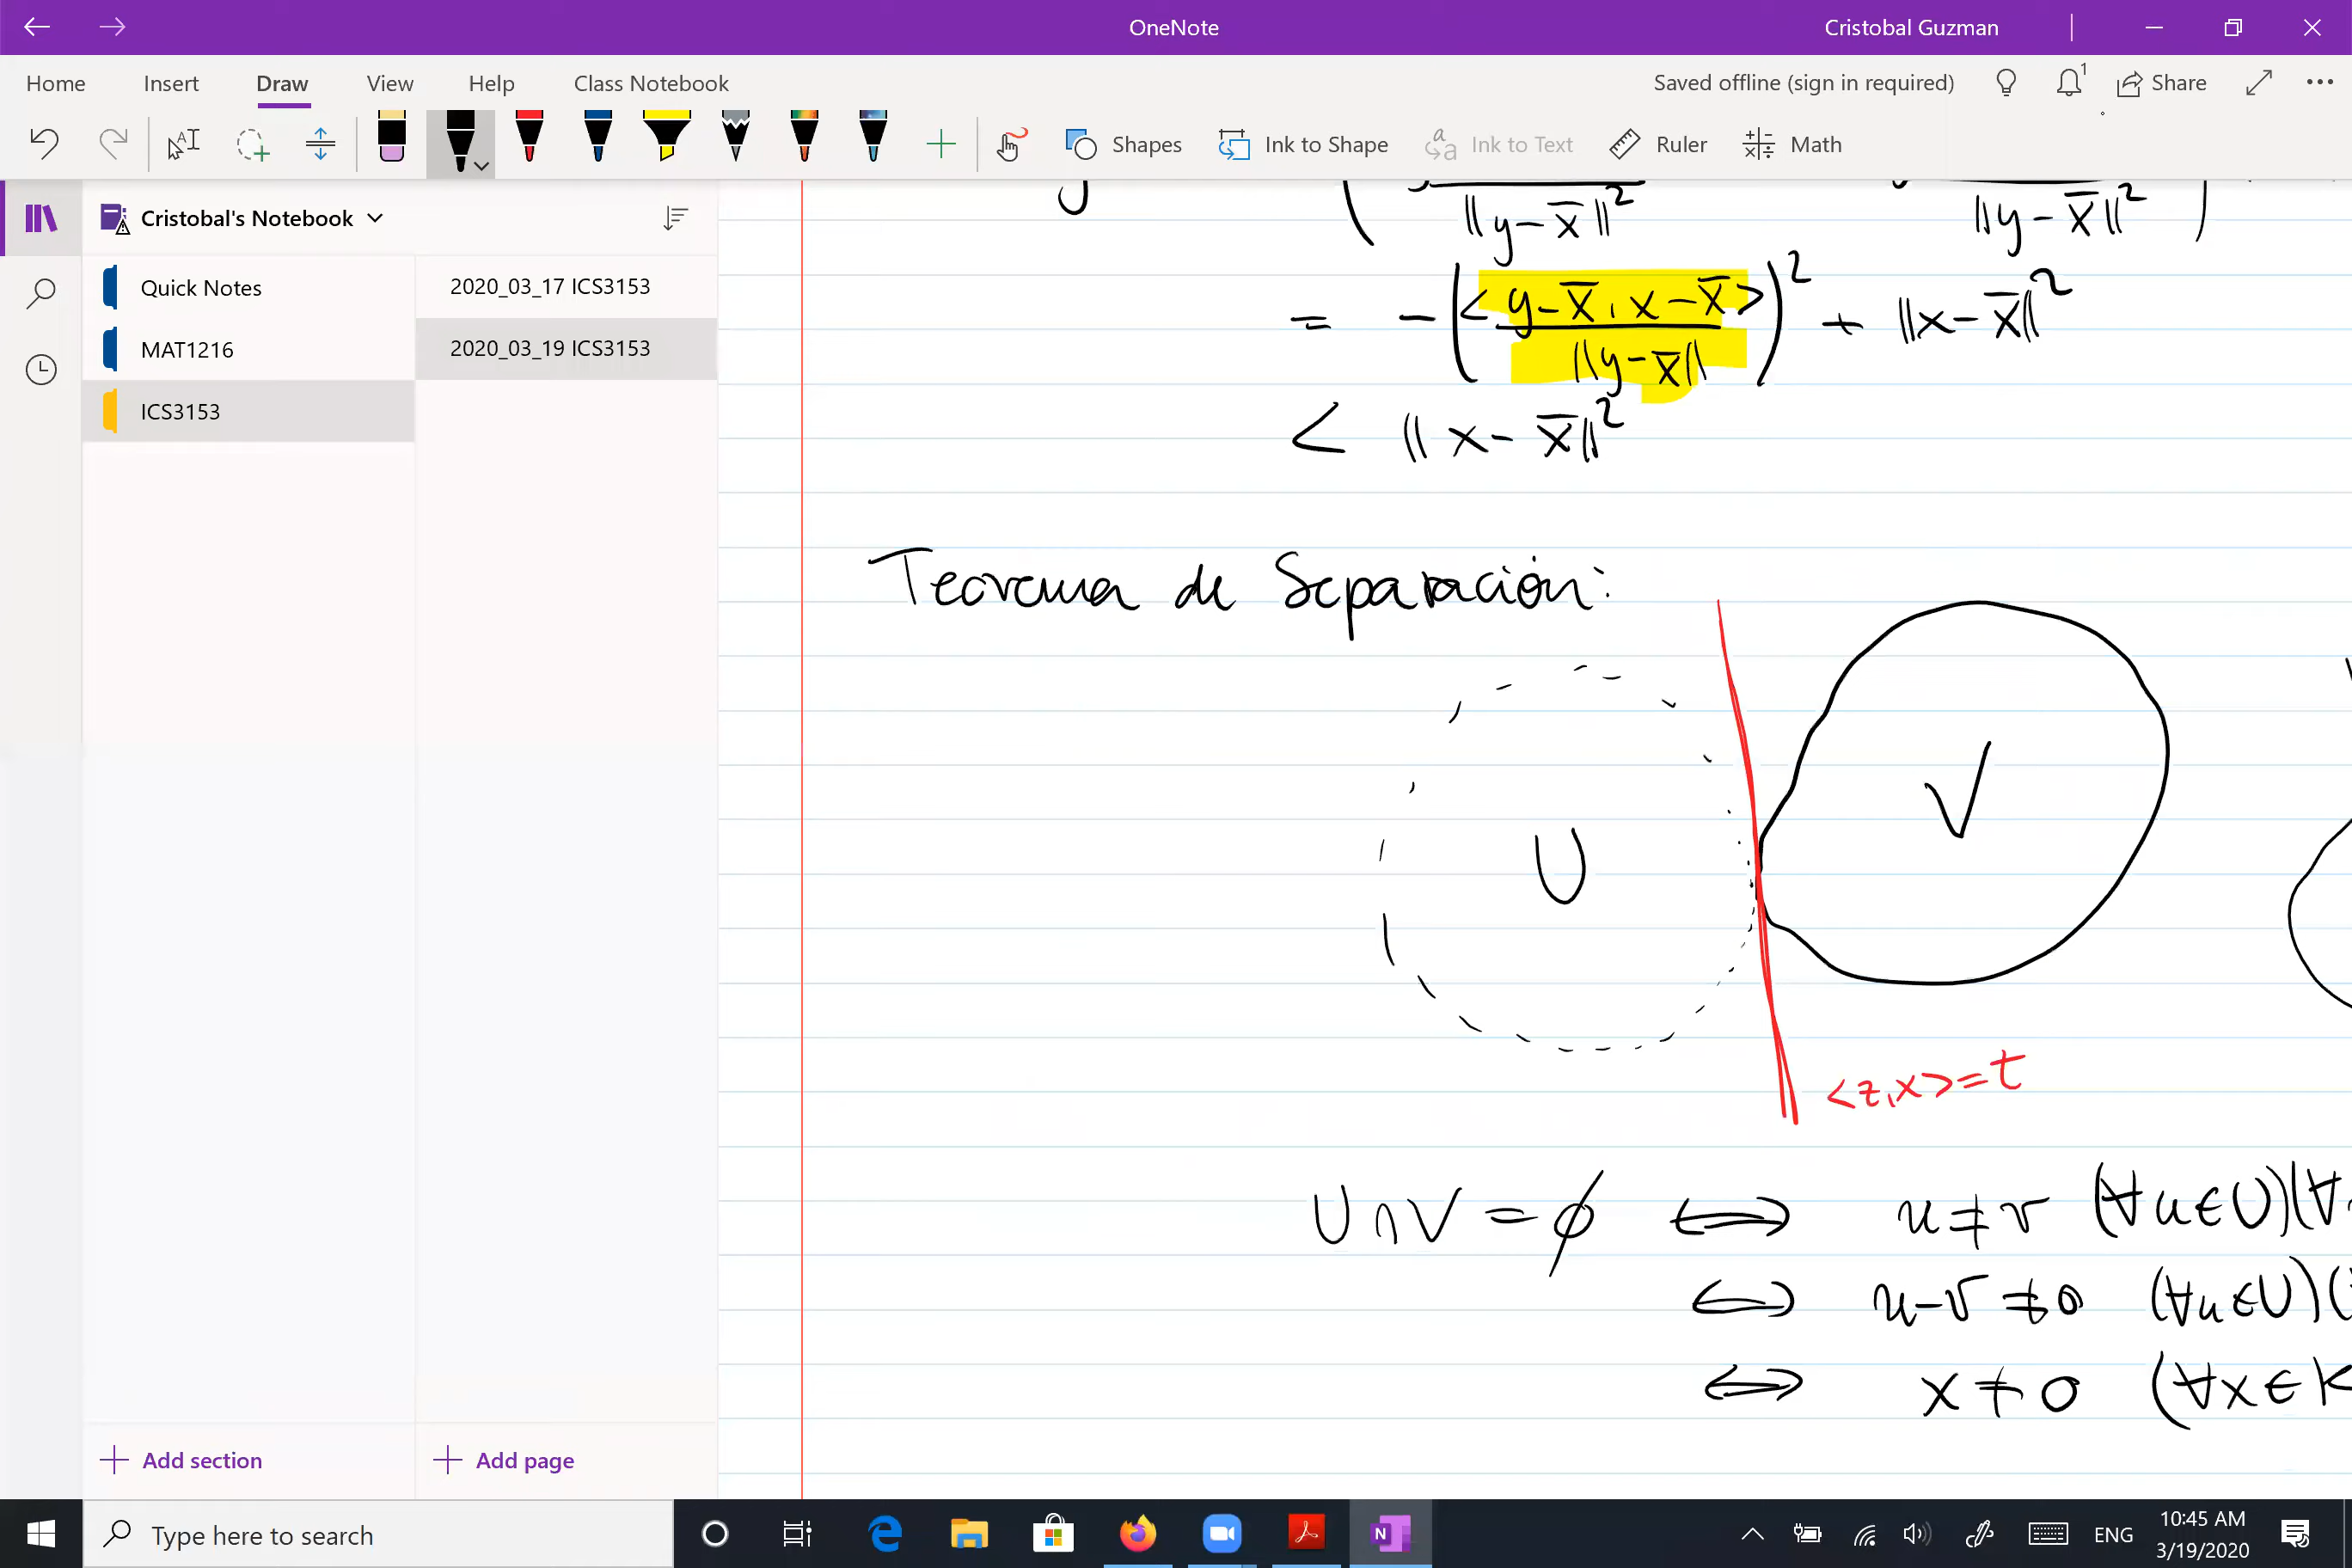 OneNote
Cristobal Guzman
Home Insert Draw View Help Class Notebook
Saved offline (sign in required) 1 Share
Shapes Ink to Shape Ink to Text Ruler Math
Cristobal's Notebook
Quick Notes
MAT1216
ICS3153
2020_03_17 ICS3153
2020_03_19 ICS3153
‖y-x̄‖² ‖y-x̄‖² )
= -(<y-x̄, x-x̄> / ‖y-x̄‖)² + ‖x-x̄‖²
< ‖x-x̄‖²
Teorema de Separación:
U
V
<z,x>=t
U∩V = ∅ ⟺ u≠v (∀u∈U)(∀
⟺ u-v≠0 (∀u∈U)(
⟺ x≠0 (∀x∈K
Add section
Add page
Type here to search
ENG
10:45 AM
3/19/2020